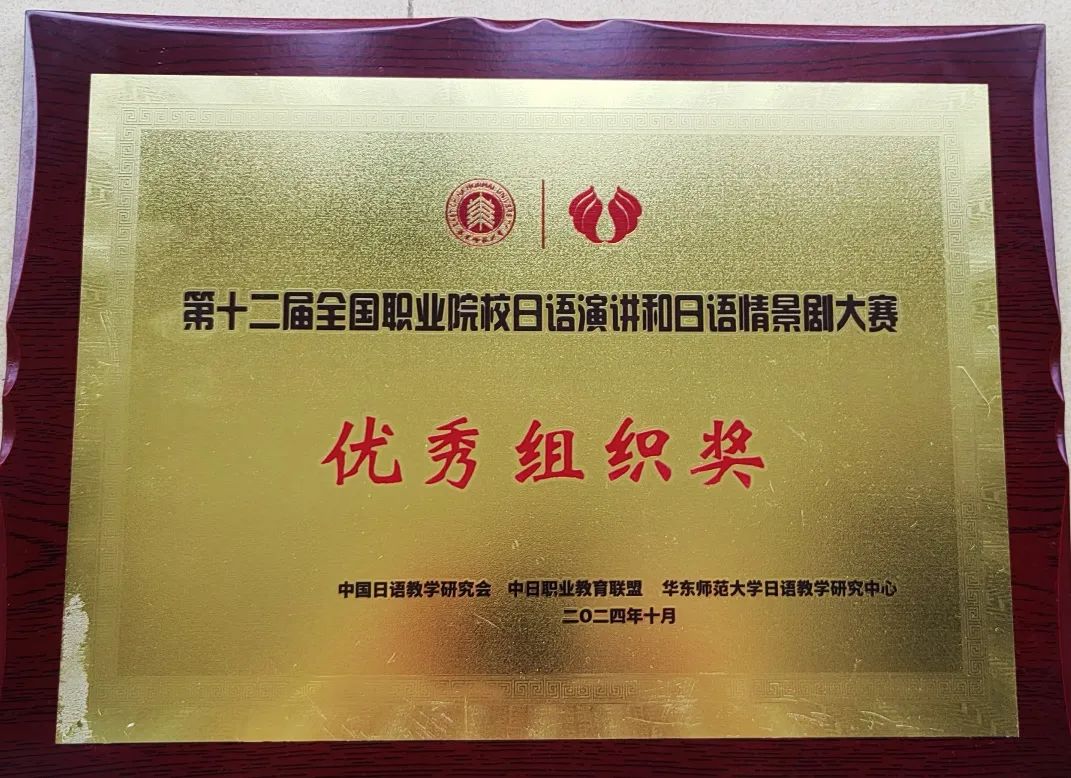 第十二届全国职业院校日语演讲和日语情景剧大赛
优秀组织奖
中国日语教学研究会 中日职业教育联盟 华东师范大学日语教学研究中心
二〇二四年十月